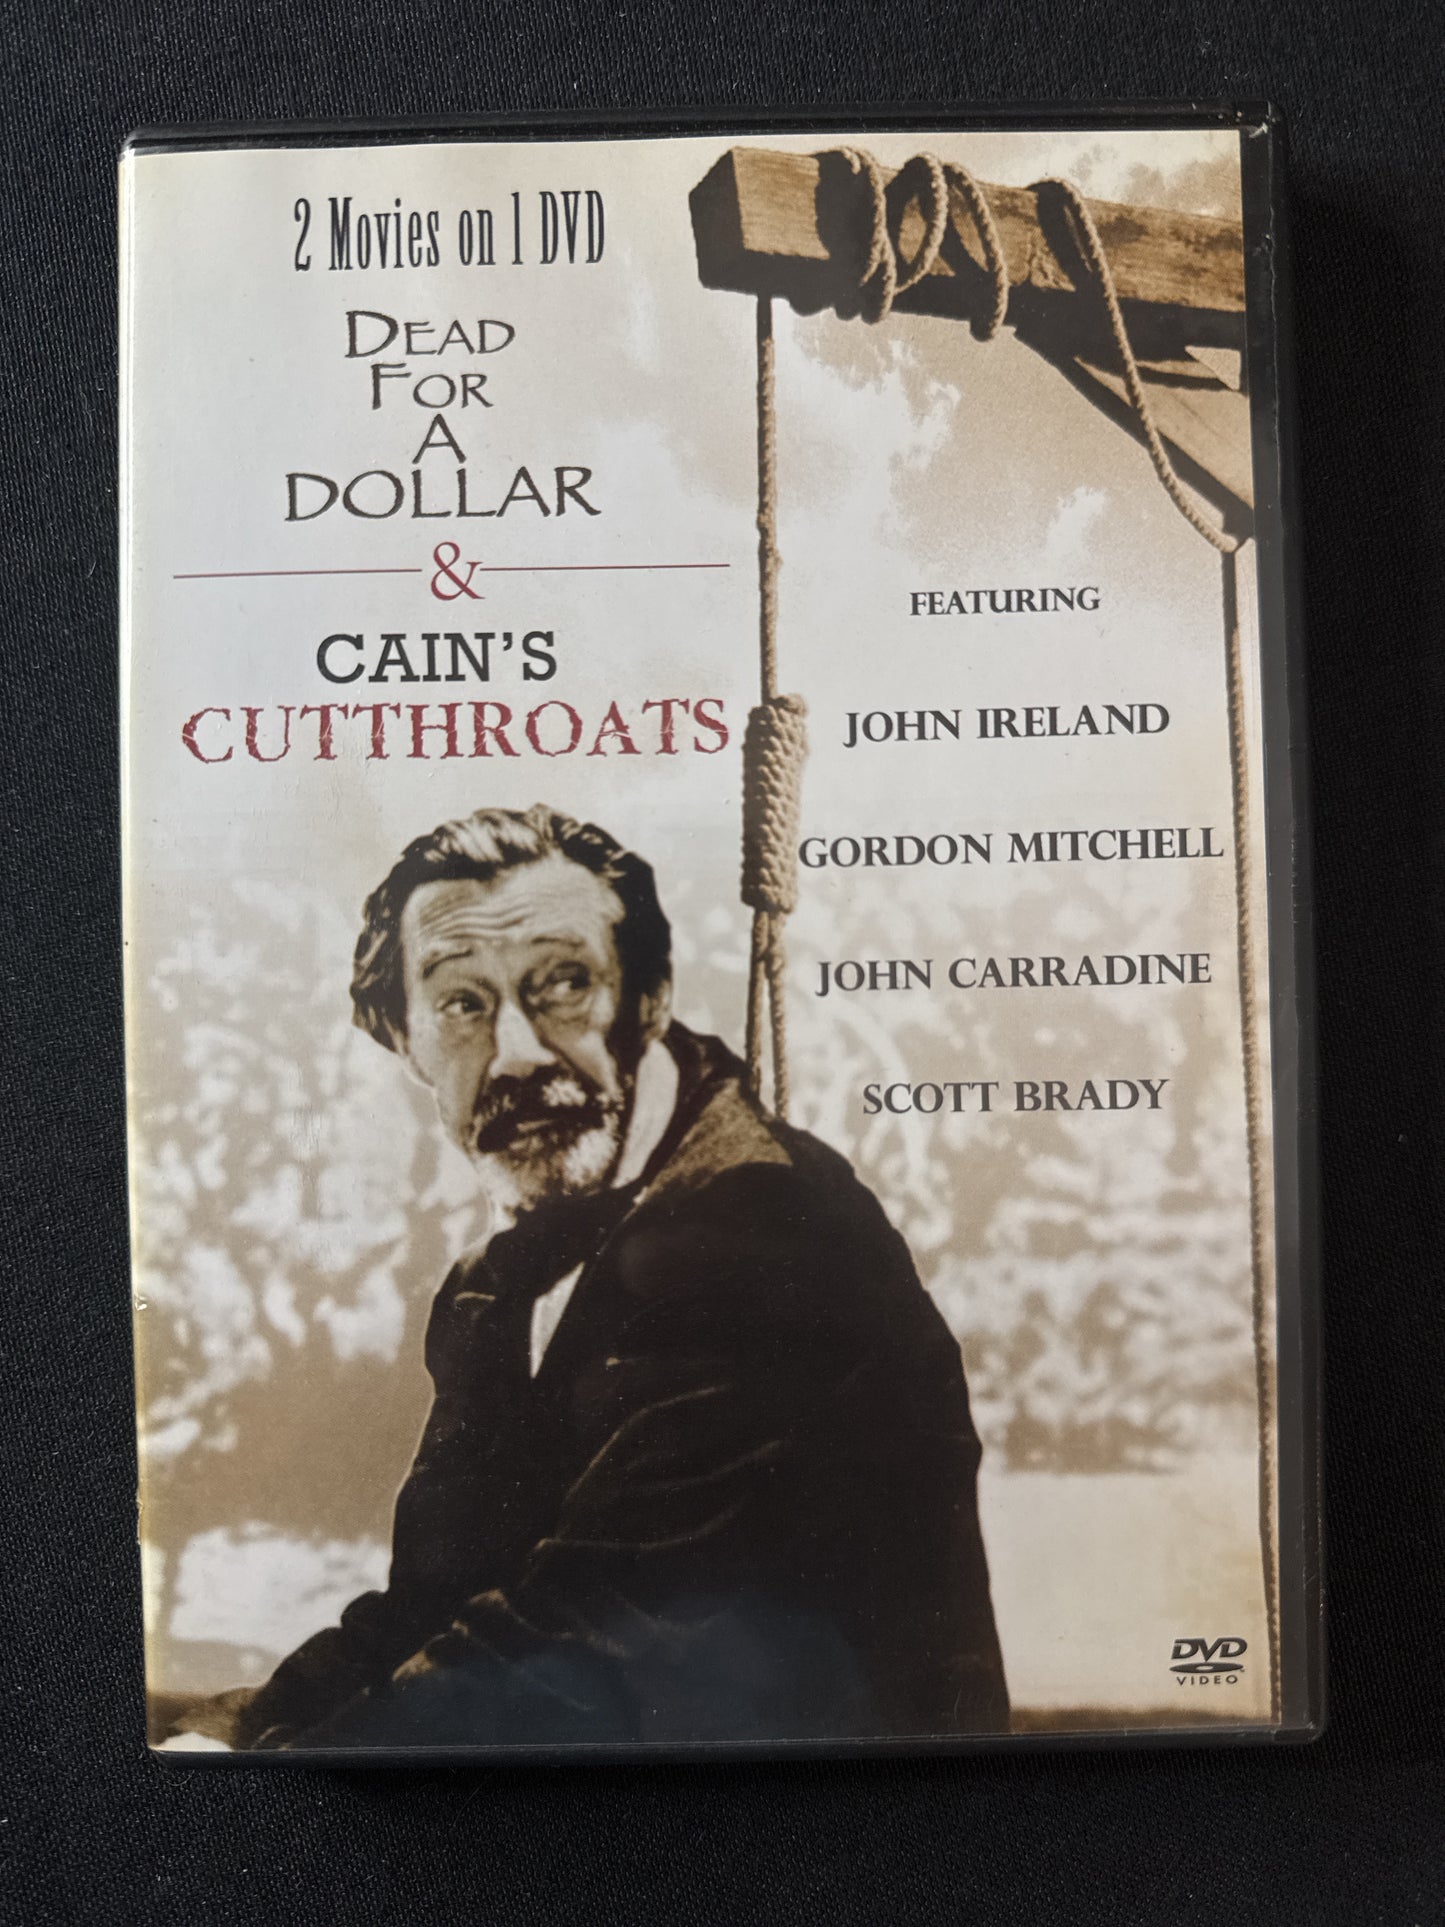 2 Movies on 1 DVD
DEAD
FOR
A
DOLLAR
&
CAIN'S
CUTTHROATS
FEATURING
JOHN IRELAND
GORDON MITCHELL
JOHN CARRADINE
SCOTT BRADY
DVD
VIDEO